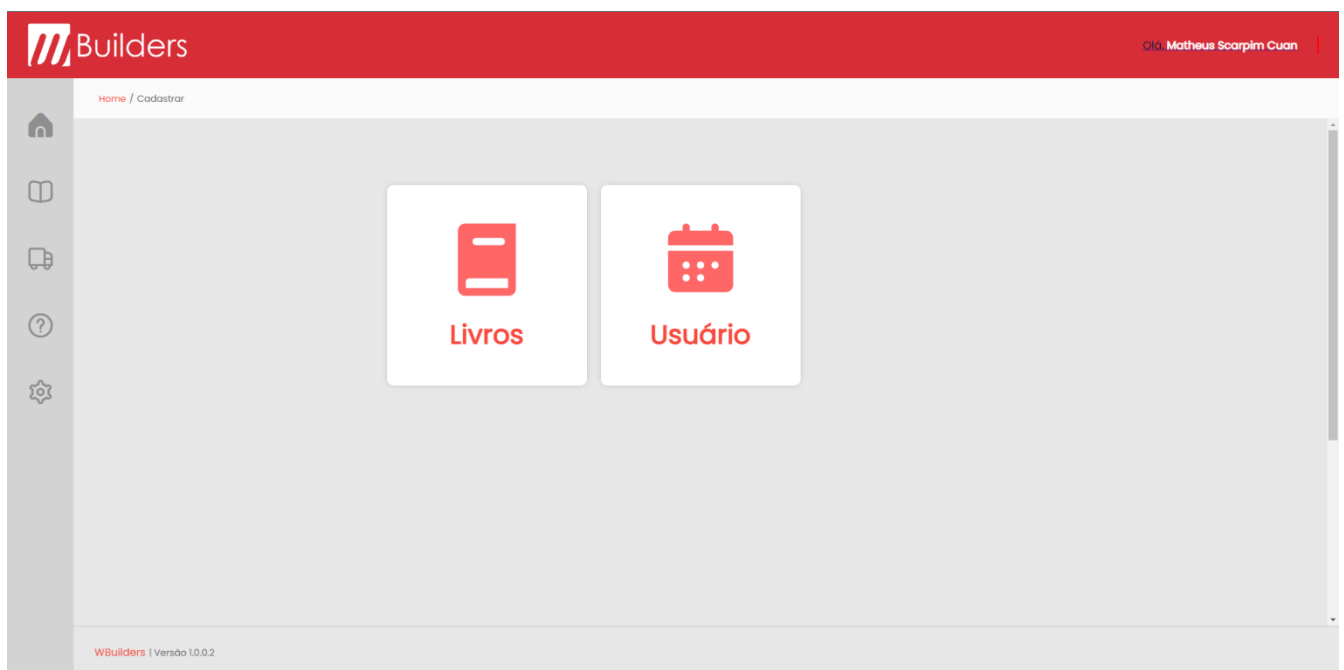 Builders
Olá, Matheus Scarpim Cuan
Home / Cadastrar
Livros
Usuário
WBuilders | Versão 1.0.0.2